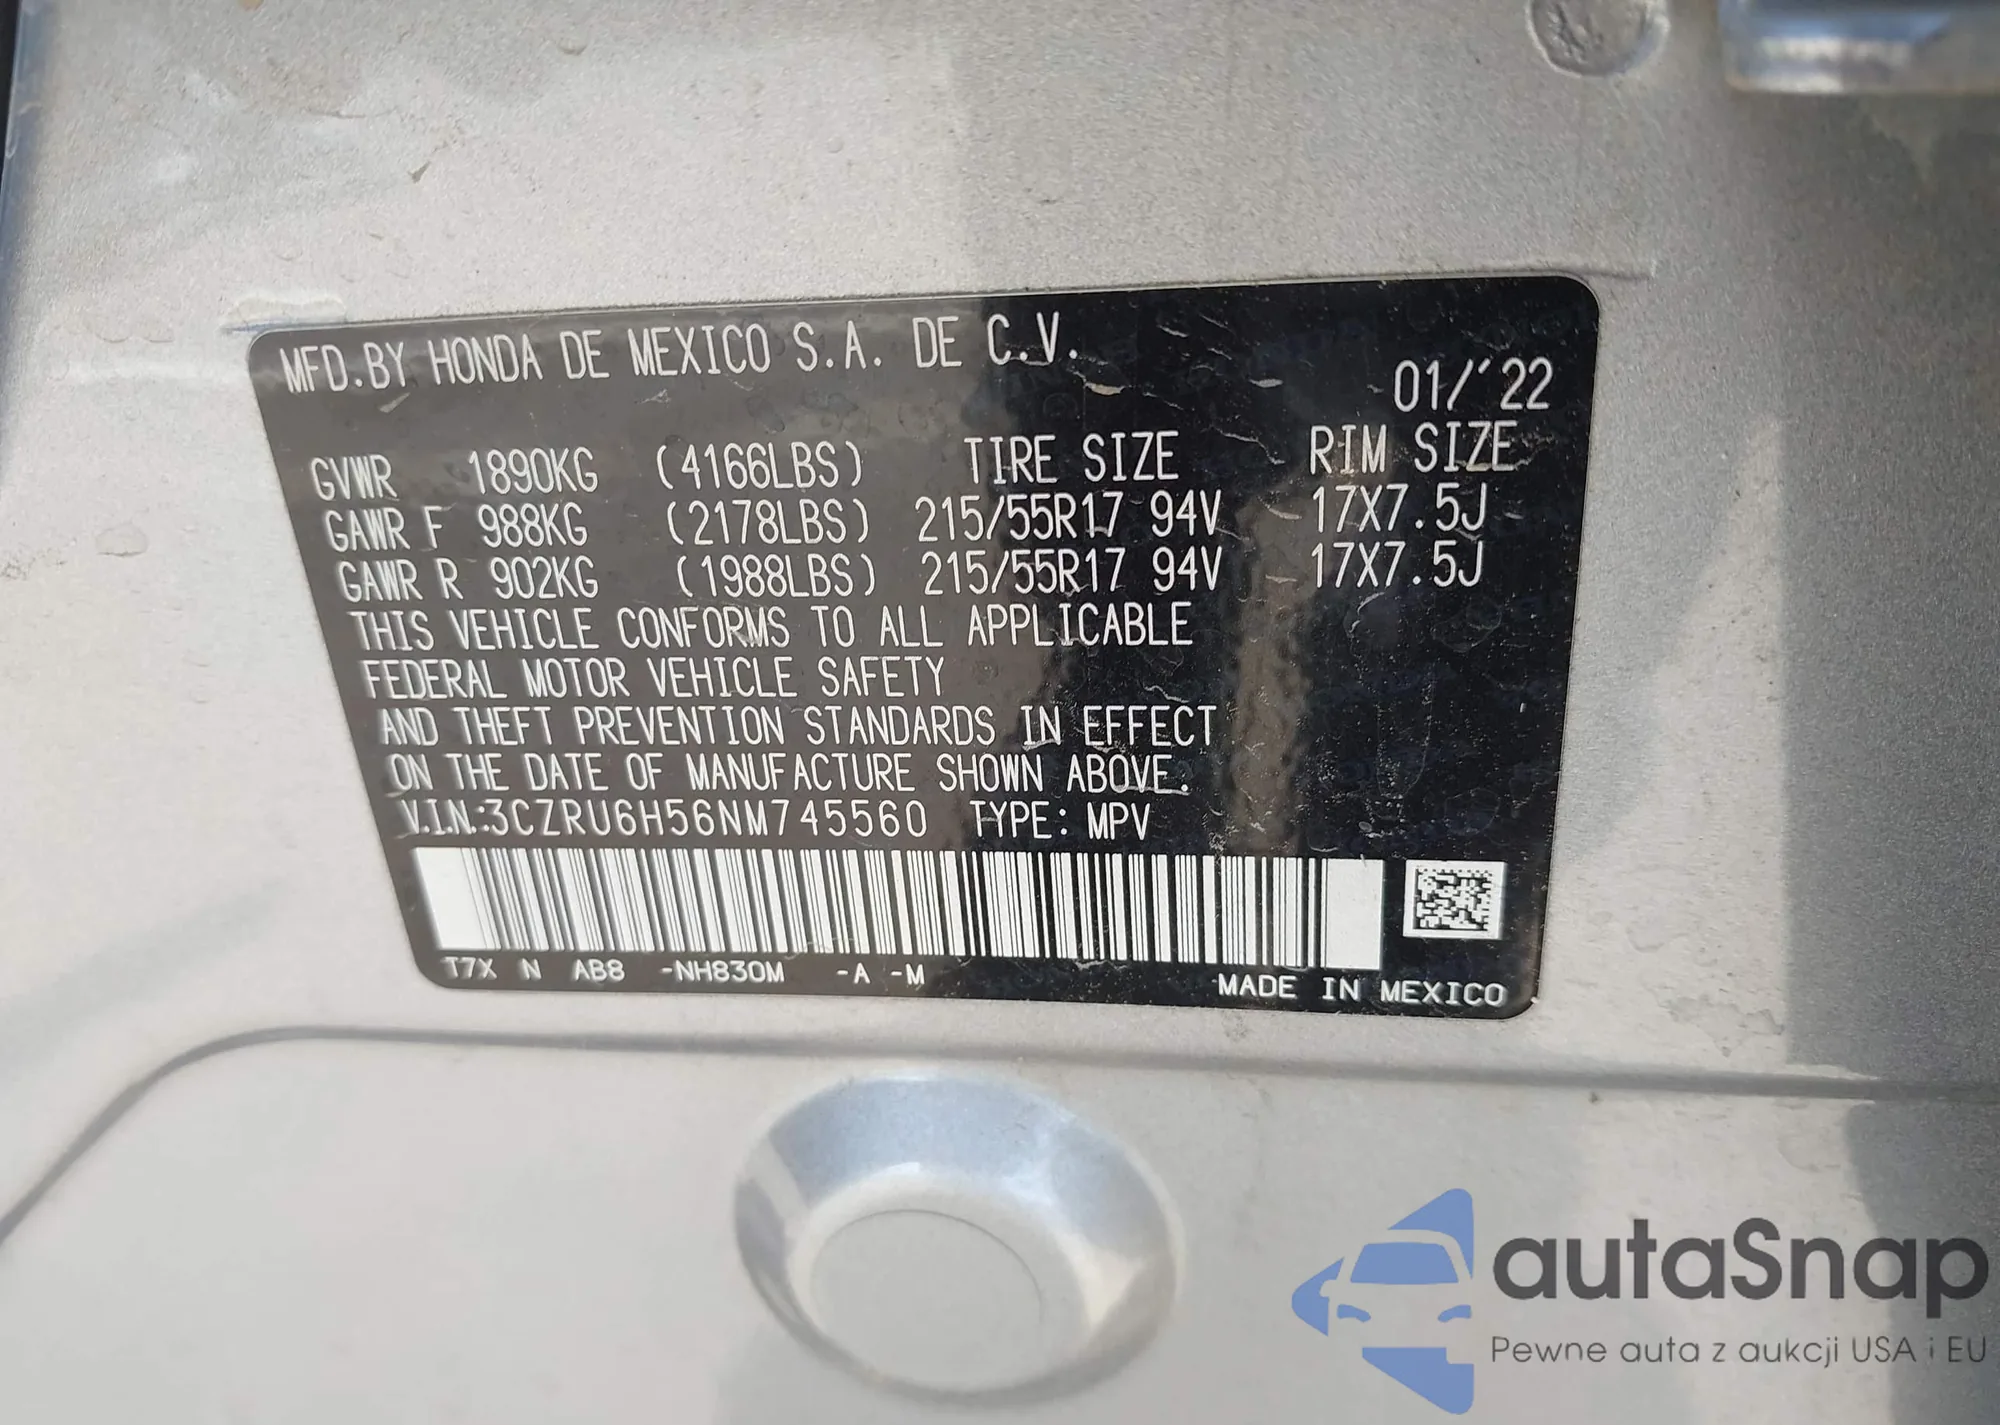 MFD.BY HONDA DE MEXICO S.A. DE C.V.
01/'22
GVWR 1890KG (4166LBS) TIRE SIZE RIM SIZE
GAWR F 988KG (2178LBS) 215/55R17 94V 17X7.5J
GAWR R 902KG (1988LBS) 215/55R17 94V 17X7.5J
THIS VEHICLE CONFORMS TO ALL APPLICABLE
FEDERAL MOTOR VEHICLE SAFETY
AND THEFT PREVENTION STANDARDS IN EFFECT
ON THE DATE OF MANUFACTURE SHOWN ABOVE.
V.I.N.:3CZRU6H56NM745560 TYPE: MPV
T7X N AB8 -NH830M -A -M
MADE IN MEXICO
autaSnap
Pewne auta z aukcji USA i EU